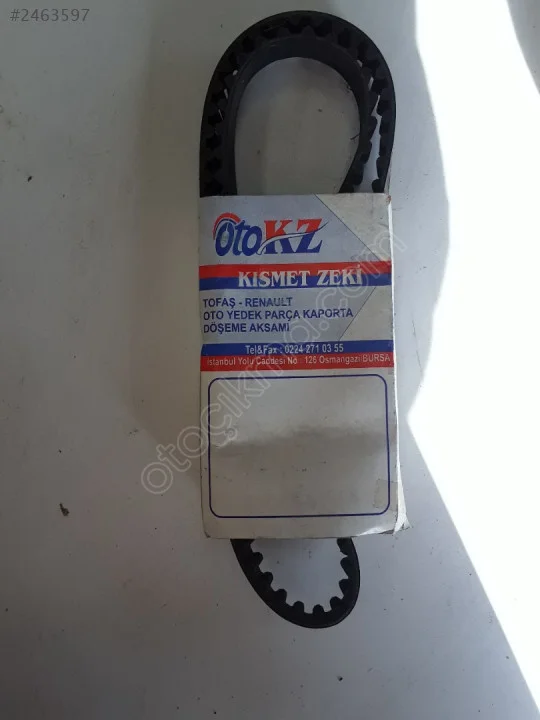 #2463597
OtoKZ
KISMET ZEKİ
TOFAŞ - RENAULT
OTO YEDEK PARÇA KAPORTA
DÖŞEME AKSAMI
Tel&Fax : 0224 271 03 55
İstanbul Yolu Caddesi No : 126 Osmangazi/BURSA
otoçıkma.com